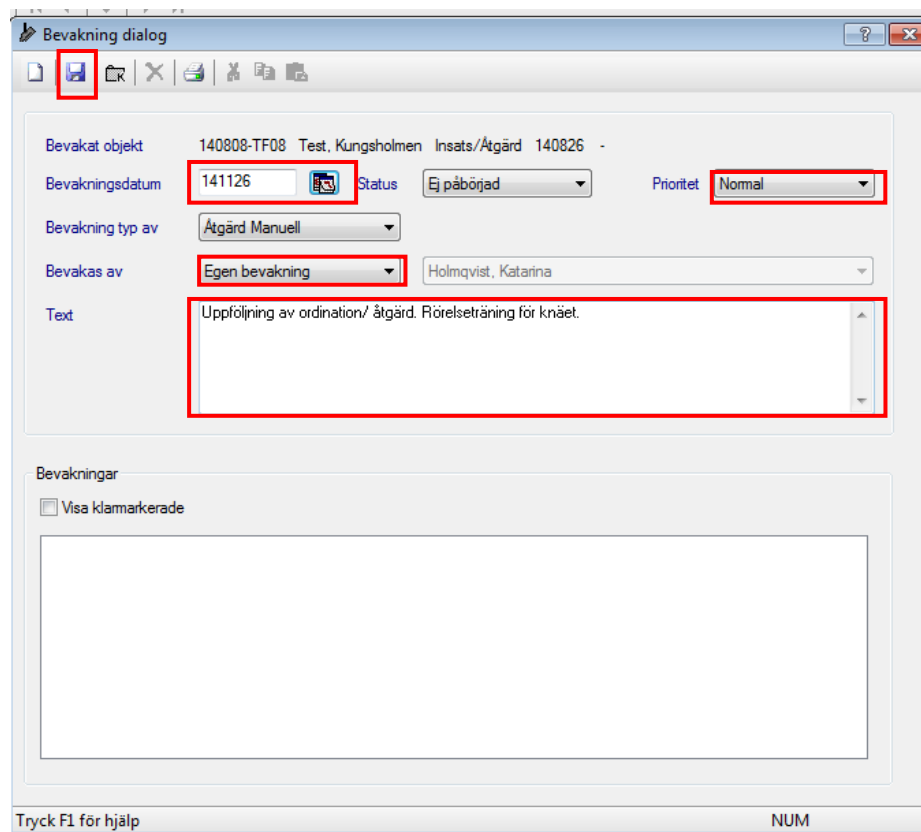 Bevakning dialog
Bevakat objekt 140808-TF08 Test, Kungsholmen Insats/Åtgärd 140826 -
Bevakningsdatum 141126 Status Ej påbörjad Prioritet Normal
Bevakning typ av Åtgärd Manuell
Bevakas av Egen bevakning Holmqvist, Katarina
Text Uppföljning av ordination/ åtgärd. Rörelseträning för knäet.
Bevakningar
Visa klarmarkerade
Tryck F1 för hjälp NUM